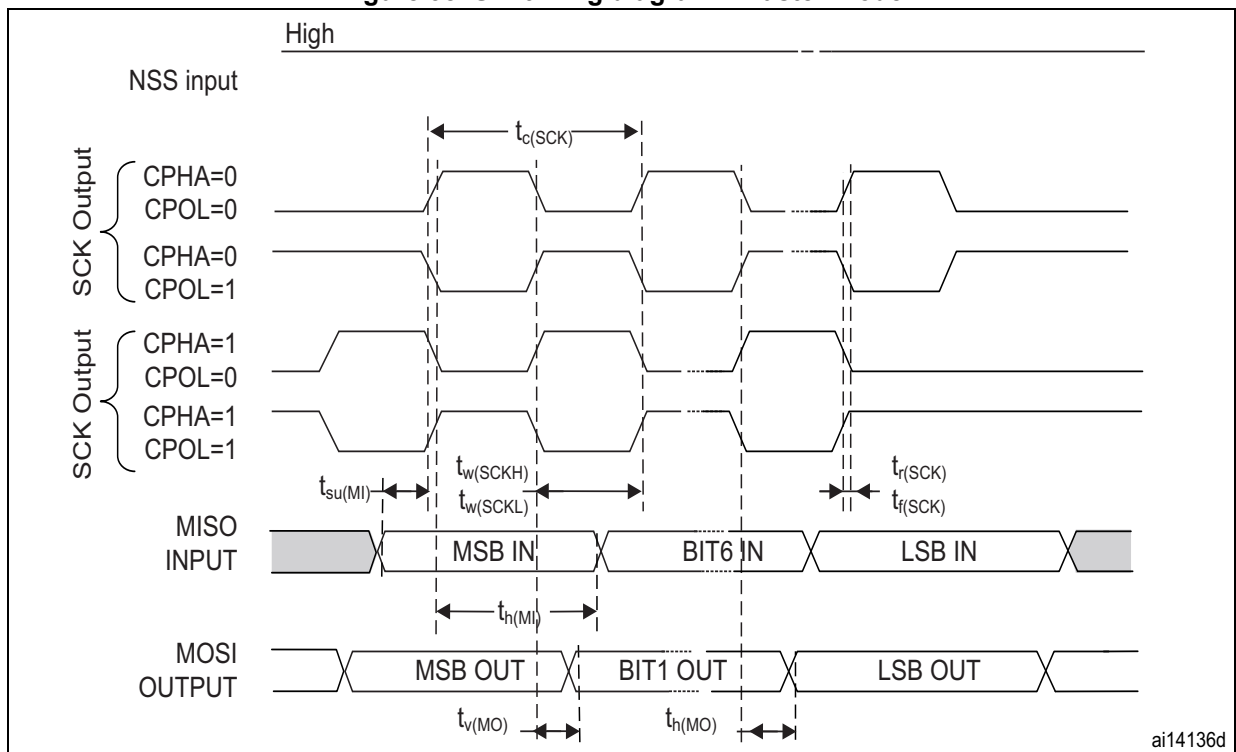 High
NSS input
tc(SCK)
SCK Output
CPHA=0
CPOL=0
CPHA=0
CPOL=1
SCK Output
CPHA=1
CPOL=0
CPHA=1
CPOL=1
tsu(MI)
tw(SCKH)
tw(SCKL)
tr(SCK)
tf(SCK)
MISO
INPUT
MSB IN
BIT6 IN
LSB IN
th(MI)
MOSI
OUTPUT
MSB OUT
BIT1 OUT
LSB OUT
tv(MO)
th(MO)
ai14136d